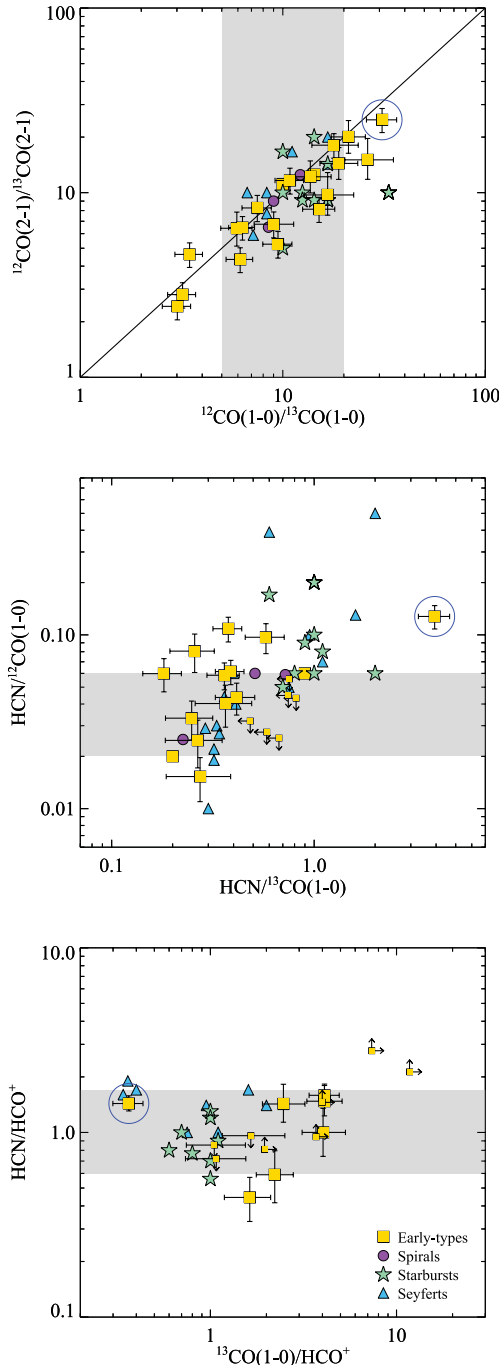 100
10
1
1
10
100
¹²CO(2-1)/¹³CO(2-1)
¹²CO(1-0)/¹³CO(1-0)
0.10
0.01
0.1
1.0
HCN/¹²CO(1-0)
HCN/¹³CO(1-0)
10.0
1.0
0.1
1
10
HCN/HCO⁺
¹³CO(1-0)/HCO⁺
Early-types
Spirals
Starbursts
Seyferts